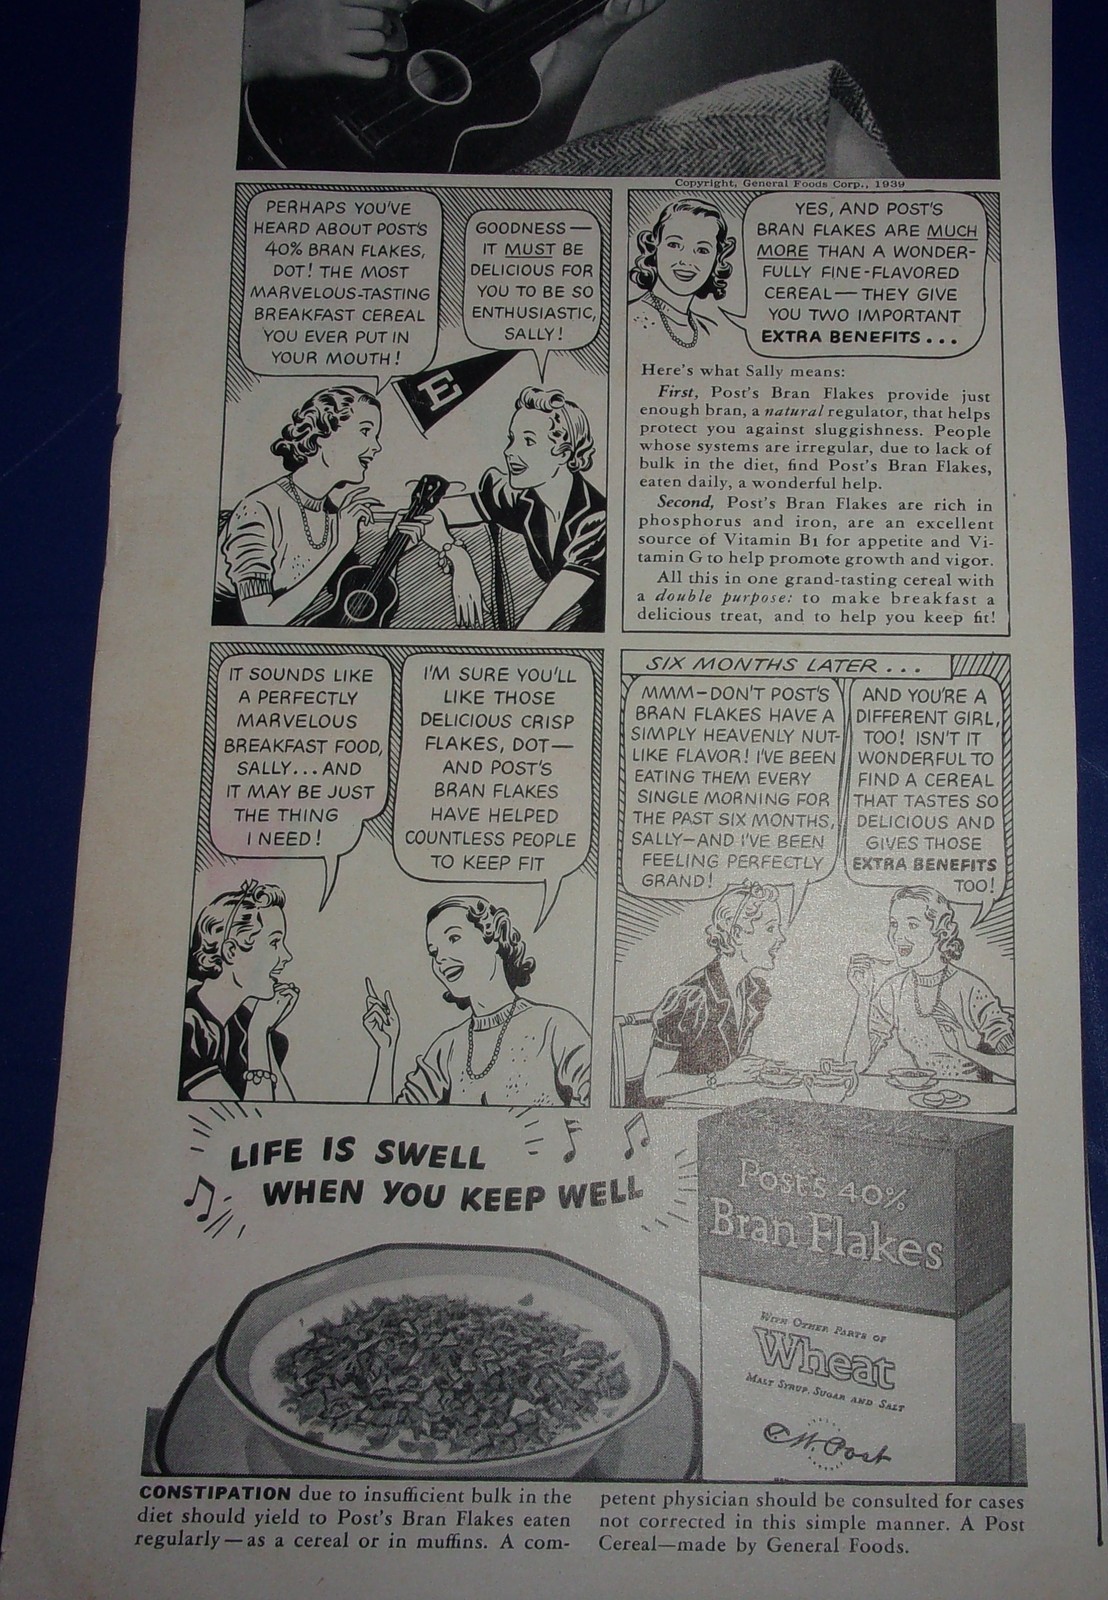 Copyright, General Foods Corp., 1939
PERHAPS YOU'VE
HEARD ABOUT POST'S
40% BRAN FLAKES,
DOT! THE MOST
MARVELOUS-TASTING
BREAKFAST CEREAL
YOU EVER PUT IN
YOUR MOUTH!
GOODNESS—
IT MUST BE
DELICIOUS FOR
YOU TO BE SO
ENTHUSIASTIC,
SALLY!
E
YES, AND POST'S
BRAN FLAKES ARE MUCH
MORE THAN A WONDER-
FULLY FINE-FLAVORED
CEREAL—THEY GIVE
YOU TWO IMPORTANT
EXTRA BENEFITS...
Here's what Sally means:
First, Post's Bran Flakes provide just
enough bran, a natural regulator, that helps
protect you against sluggishness. People
whose systems are irregular, due to lack of
bulk in the diet, find Post's Bran Flakes,
eaten daily, a wonderful help.
Second, Post's Bran Flakes are rich in
phosphorus and iron, are an excellent
source of Vitamin B1 for appetite and Vi-
tamin G to help promote growth and vigor.
All this in one grand-tasting cereal with
a double purpose: to make breakfast a
delicious treat, and to help you keep fit!
IT SOUNDS LIKE
A PERFECTLY
MARVELOUS
BREAKFAST FOOD,
SALLY...AND
IT MAY BE JUST
THE THING
I NEED!
I'M SURE YOU'LL
LIKE THOSE
DELICIOUS CRISP
FLAKES, DOT—
AND POST'S
BRAN FLAKES
HAVE HELPED
COUNTLESS PEOPLE
TO KEEP FIT
SIX MONTHS LATER...
MMM-DON'T POST'S
BRAN FLAKES HAVE A
SIMPLY HEAVENLY NUT-
LIKE FLAVOR! I'VE BEEN
EATING THEM EVERY
SINGLE MORNING FOR
THE PAST SIX MONTHS,
SALLY—AND I'VE BEEN
FEELING PERFECTLY
GRAND!
AND YOU'RE A
DIFFERENT GIRL,
TOO! ISN'T IT
WONDERFUL TO
FIND A CEREAL
THAT TASTES SO
DELICIOUS AND
GIVES THOSE
EXTRA BENEFITS
TOO!
LIFE IS SWELL
WHEN YOU KEEP WELL
Post's 40%
Bran Flakes
WITH OTHER PARTS OF
Wheat
MALT SYRUP, SUGAR AND SALT
C.W. Post
CONSTIPATION due to insufficient bulk in the
diet should yield to Post's Bran Flakes eaten
regularly—as a cereal or in muffins. A com-
petent physician should be consulted for cases
not corrected in this simple manner. A Post
Cereal—made by General Foods.